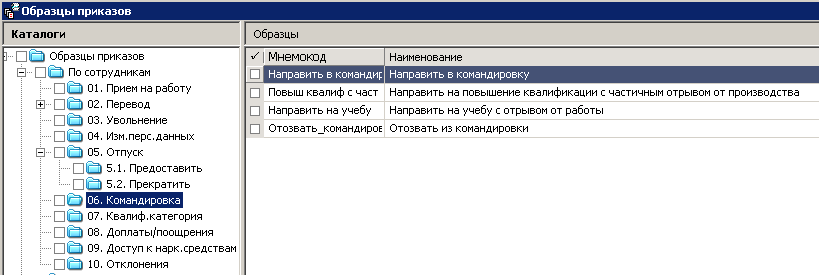 Образцы приказов
Каталоги
Образцы приказов
По сотрудникам
01. Прием на работу
02. Перевод
03. Увольнение
04. Изм.перс.данных
05. Отпуск
5.1. Предоставить
5.2. Прекратить
06. Командировка
07. Квалиф.категория
08. Доплаты/поощрения
09. Доступ к нарк.средствам
10. Отклонения
Образцы
Мнемокод Наименование
Направить в командир Направить в командировку
Повыш квалиф с част Направить на повышение квалификации с частичным отрывом от производства
Направить на учебу Направить на учебу с отрывом от работы
Отозвать_командиров Отозвать из командировки